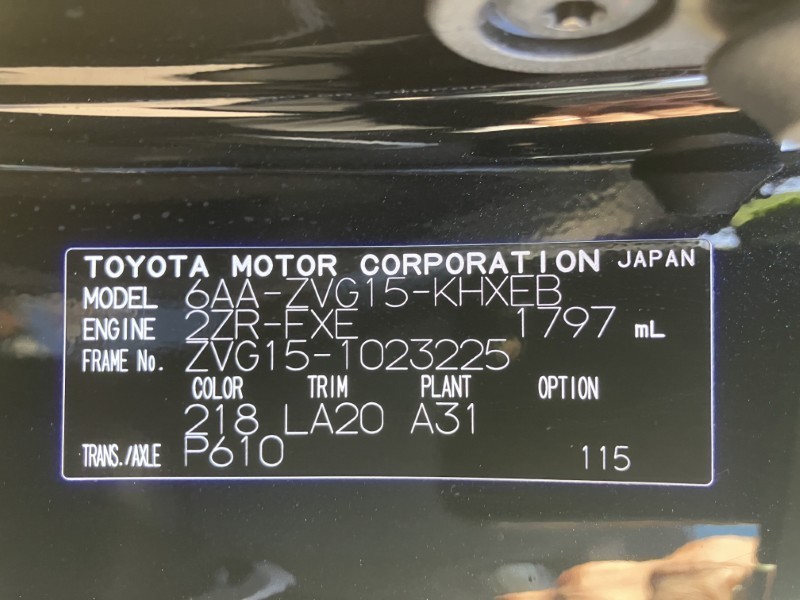 TOYOTA MOTOR CORPORATION JAPAN
MODEL 6AA-ZVG15-KHXEB
ENGINE 2ZR-FXE 1797 mL
FRAME No. ZVG15-1023225
COLOR TRIM PLANT OPTION
218 LA20 A31
TRANS./AXLE P610 115